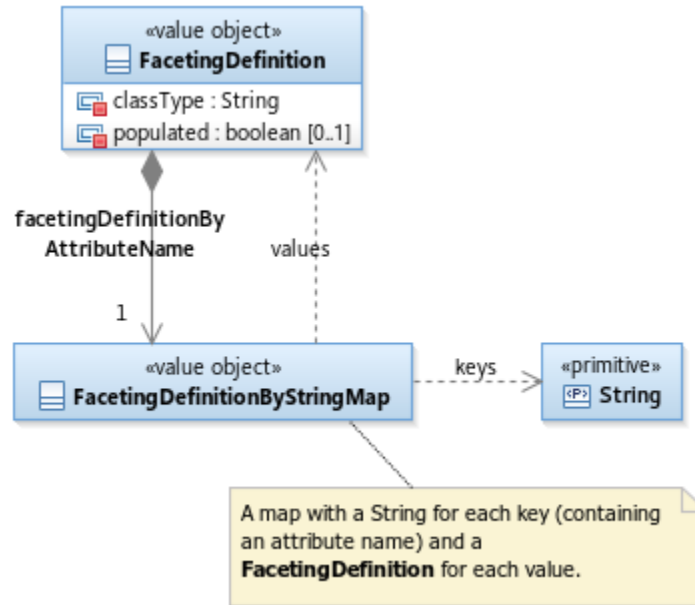 «value object»
FacetingDefinition
classType : String
populated : boolean [0..1]
facetingDefinitionBy
AttributeName
values
1
«value object»
FacetingDefinitionByStringMap
keys
«primitive»
<P> String
A map with a String for each key (containing
an attribute name) and a
FacetingDefinition for each value.